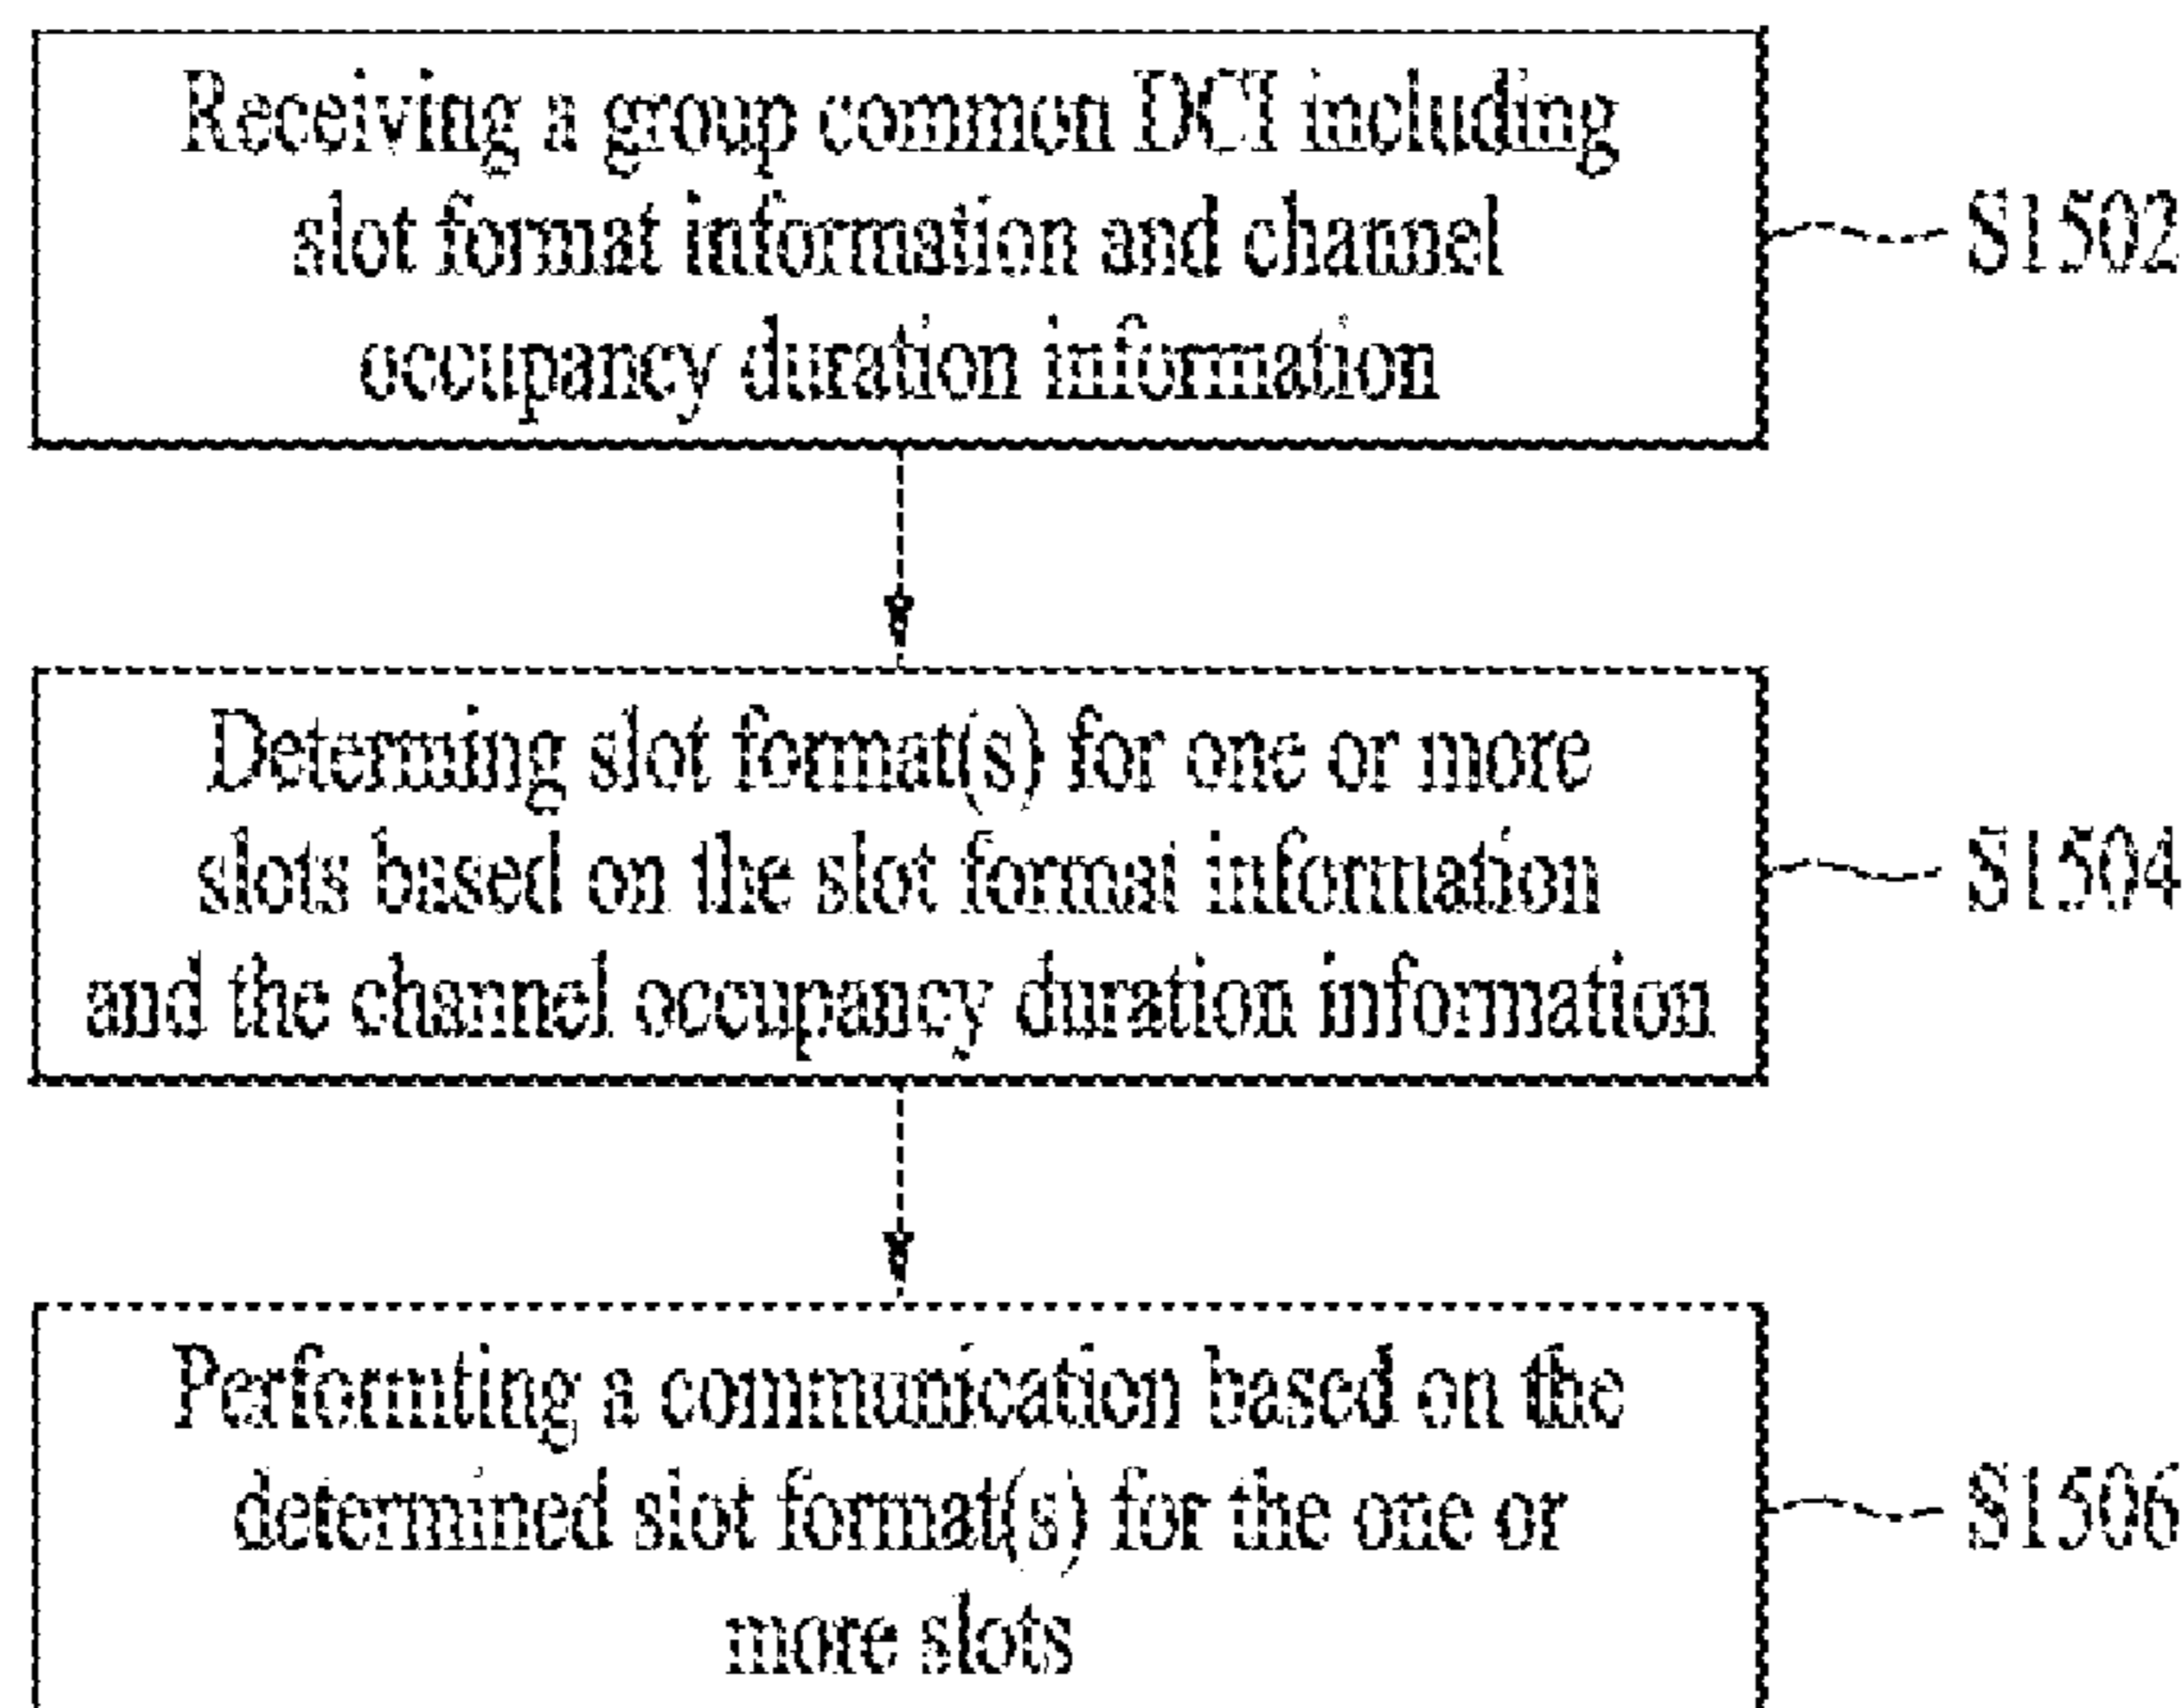 Receiving a group common DCI including
slot format information and channel
occupancy duration information
S1502
Determing slot format(s) for one or more
slots based on the slot format information
and the channel occupancy duration information
S1504
Performting a communication based on the
determined slot format(s) for the one or
more slots
S1506